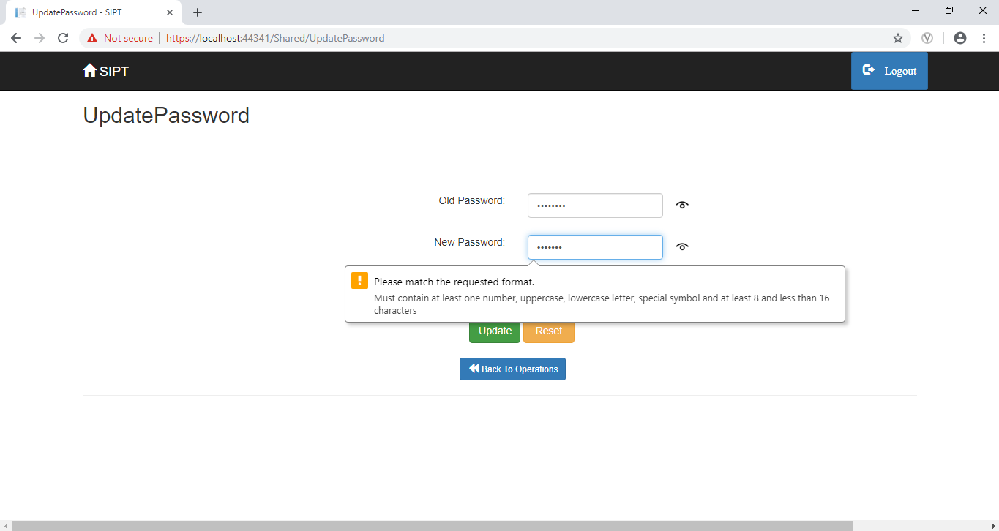 UpdatePassword - SIPT
Not secure
https://localhost:44341/Shared/UpdatePassword
SIPT
Logout
UpdatePassword
Old Password:
••••••••
New Password:
•••••••
Please match the requested format.
Must contain at least one number, uppercase, lowercase letter, special symbol and at least 8 and less than 16
characters
Update
Reset
Back To Operations